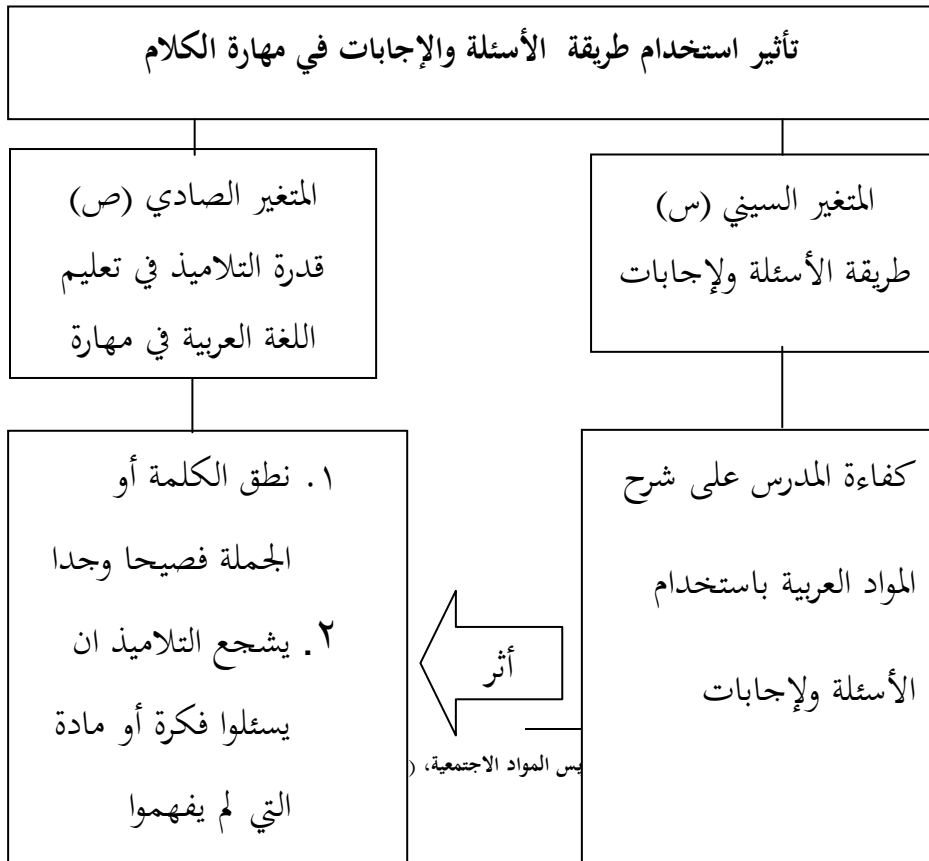 تأثير استخدام طريقة الأسئلة والإجابات في مهارة الكلام
المتغير السيني (س)
طريقة الأسئلة ولإجابات
المتغير الصادي (ص)
قدرة التلاميذ في تعليم
اللغة العربية في مهارة
كفاءة المدرس على شرح
المواد العربية باستخدام
الأسئلة ولإجابات
أثر
١. نطق الكلمة أو
الجملة فصيحا وجدا
٢. يشجع التلاميذ ان
يسئلوا فكرة أو مادة
التي لم يفهموا
يس المواد الاجتمعية، (